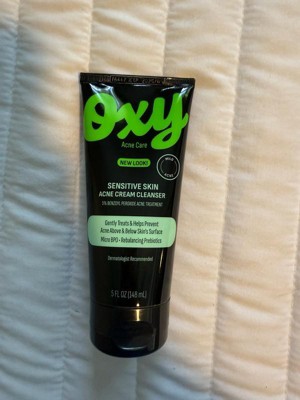 oxy
Acne Care
NEW LOOK!
SENSITIVE SKIN
ACNE CREAM CLEANSER
5% BENZOYL PEROXIDE ACNE TREATMENT
Gently Treats & Helps Prevent
Acne Above & Below Skin's Surface
Micro BPO • Rebalancing Prebiotics
Dermatologist Recommended
5 FL OZ (148 mL)